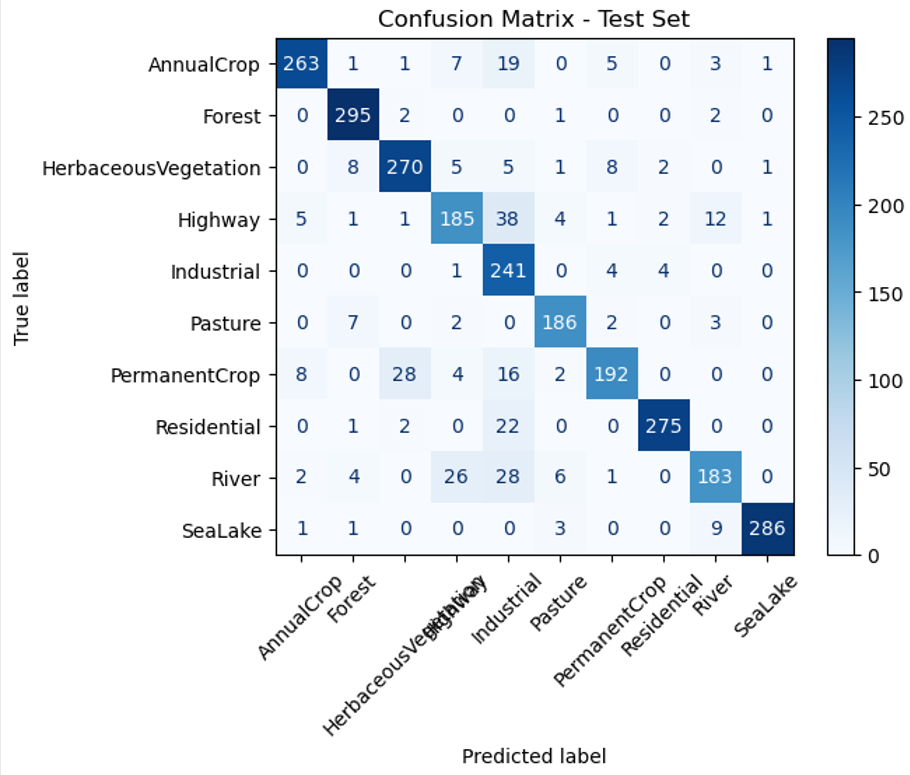 Confusion Matrix - Test Set
AnnualCrop 263 1 1 7 19 0 5 0 3 1
Forest 0 295 2 0 0 1 0 0 2 0
HerbaceousVegetation 0 8 270 5 5 1 8 2 0 1
Highway 5 1 1 185 38 4 1 2 12 1
Industrial 0 0 0 1 241 0 4 4 0 0
Pasture 0 7 0 2 0 186 2 0 3 0
PermanentCrop 8 0 28 4 16 2 192 0 0 0
Residential 0 1 2 0 22 0 0 275 0 0
River 2 4 0 26 28 6 1 0 183 0
SeaLake 1 1 0 0 0 3 0 0 9 286
True label
AnnualCrop
Forest
HerbaceousVegetation
Highway
Industrial
Pasture
PermanentCrop
Residential
River
SeaLake
Predicted label
250
200
150
100
50
0